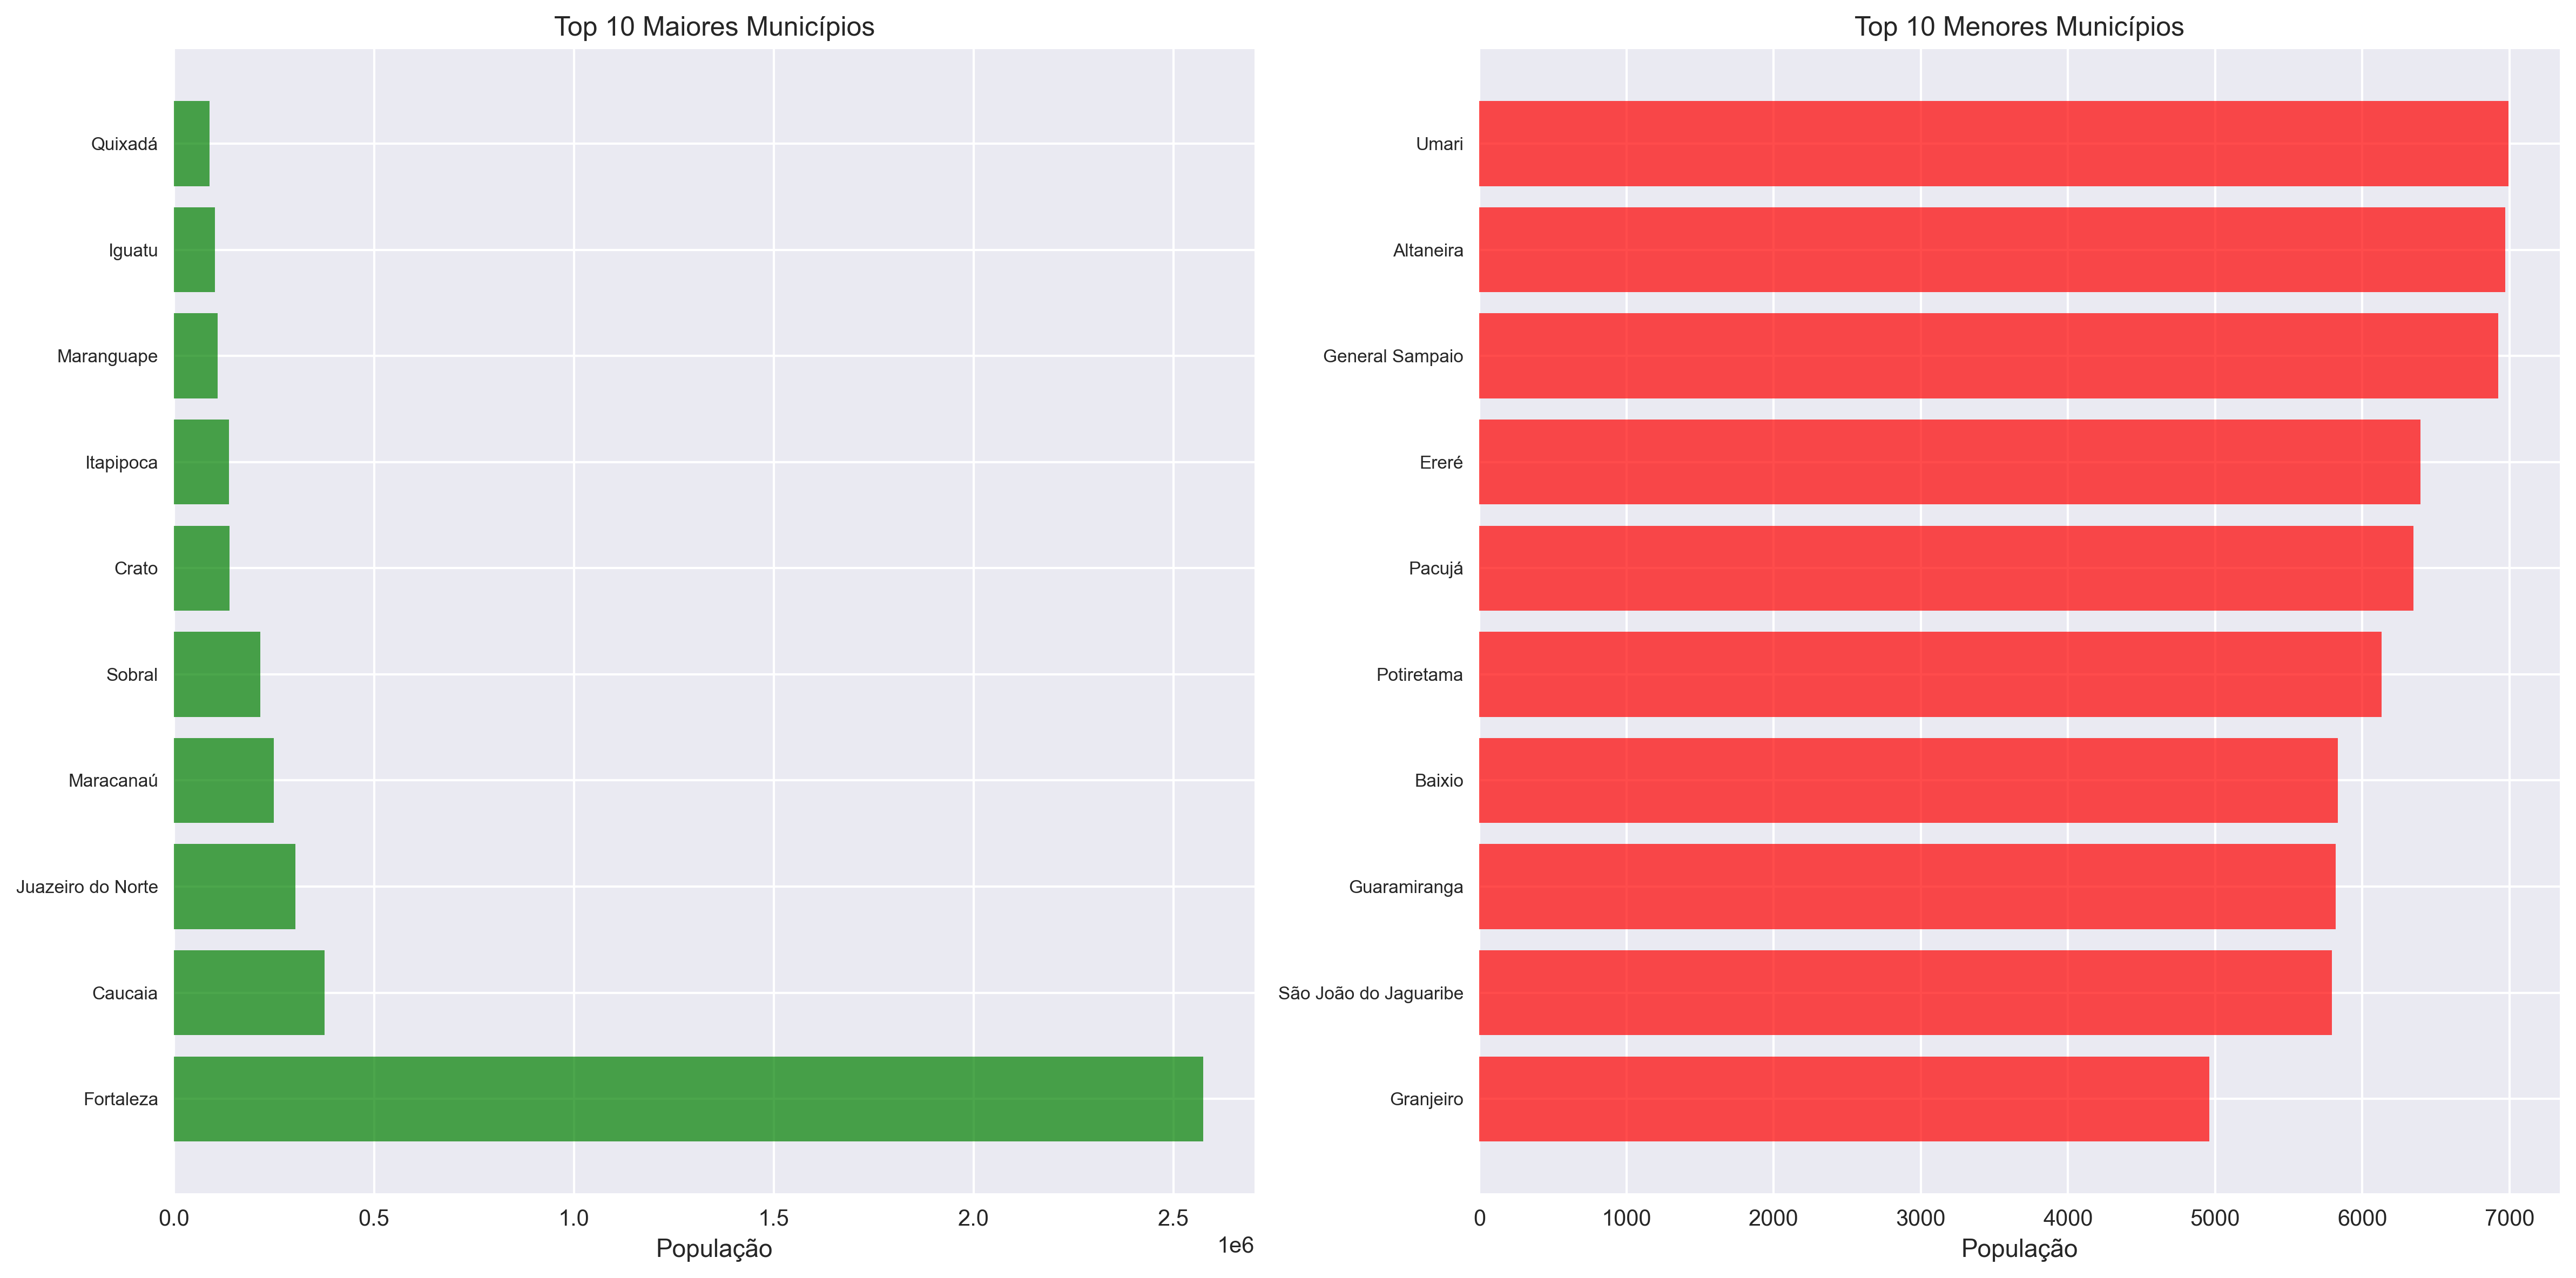 Top 10 Maiores Municípios
Quixadá
Iguatu
Maranguape
Itapipoca
Crato
Sobral
Maracanaú
Juazeiro do Norte
Caucaia
Fortaleza
0.0 0.5 1.0 1.5 2.0 2.5
1e6
População
Top 10 Menores Municípios
Umari
Altaneira
General Sampaio
Ereré
Pacujá
Potiretama
Baixio
Guaramiranga
São João do Jaguaribe
Granjeiro
0 1000 2000 3000 4000 5000 6000 7000
População